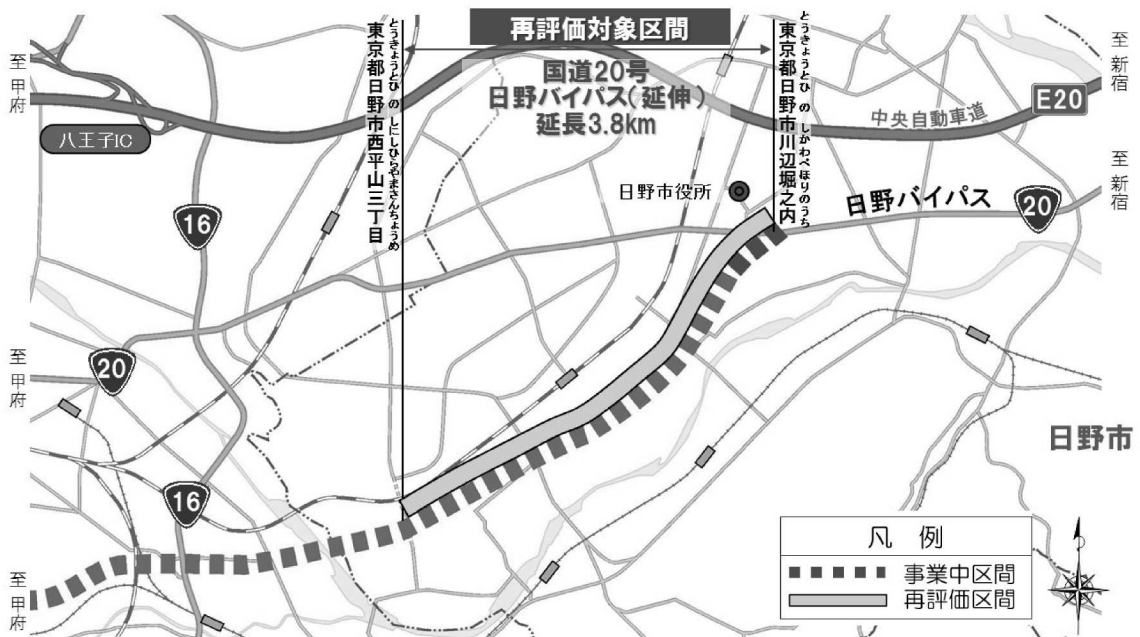 再評価対象区間
国道20号
日野バイパス(延伸)
延長3.8km
東京都日野市西平山三丁目
とうきょうとひのしにしひらやまさんちょうめ
東京都日野市川辺堀之内
とうきょうとひのしかわべほりのうち
至甲府
至新宿
八王子IC
E20
中央自動車道
16
日野市役所
日野バイパス
20
至新宿
至甲府
20
日野市
16
至甲府
凡例
事業中区間
再評価区間